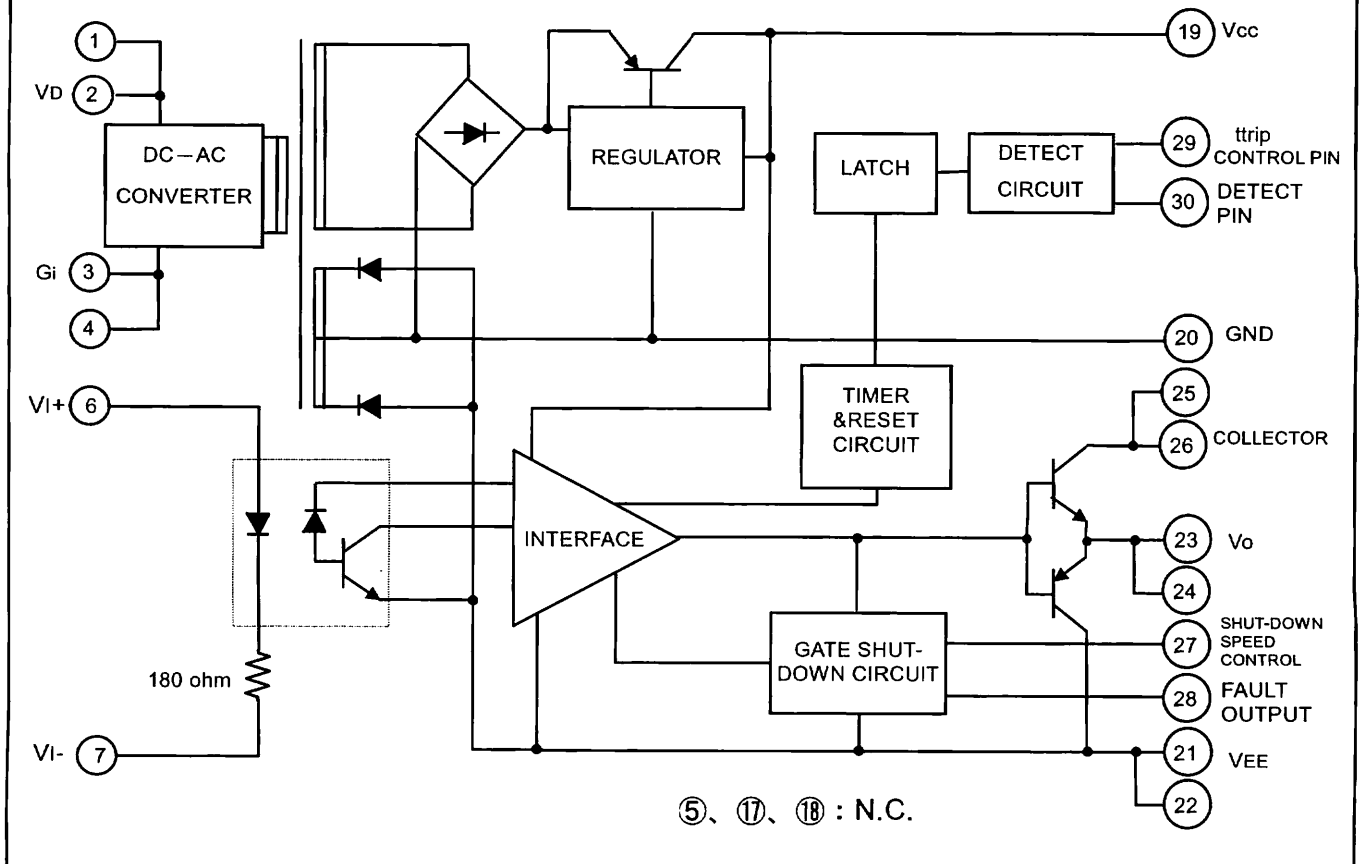 1
VD 2
DC-AC
CONVERTER
Gi 3
4
VI+ 6
180 ohm
VI- 7
REGULATOR
LATCH
DETECT
CIRCUIT
TIMER
&RESET
CIRCUIT
INTERFACE
GATE SHUT-
DOWN CIRCUIT
19 Vcc
29 ttrip
CONTROL PIN
30 DETECT
PIN
20 GND
25
26 COLLECTOR
23 Vo
24
27 SHUT-DOWN
SPEED
CONTROL
28 FAULT
OUTPUT
21 VEE
22
⑤、⑰、⑱ : N.C.